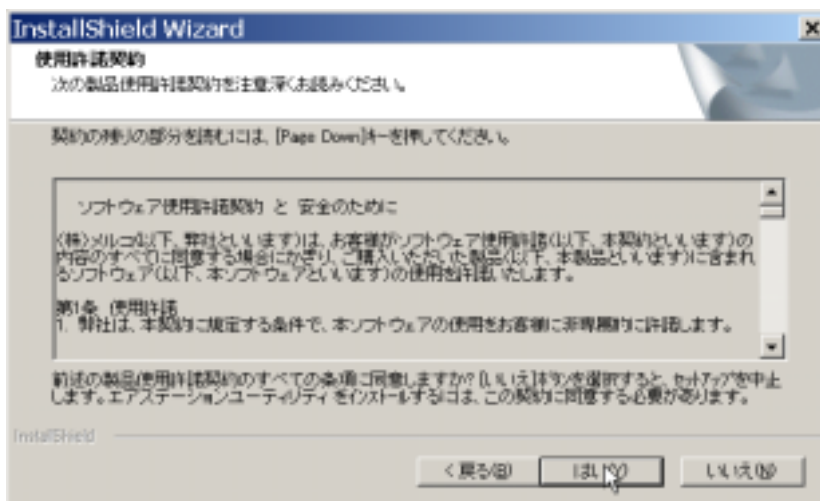 InstallShield Wizard
使用許諾契約
次の製品使用許諾契約を注意深くお読みください。
契約の残りの部分を読むには、[Page Down]キーを押してください。
ソフトウェア使用許諾契約 と 安全のために
(株)メルコ(以下、弊社といいます)は、お客様がソフトウェア使用許諾(以下、本契約といいます)の
内容のすべてに同意する場合にかぎり、ご購入いただいた製品(以下、本製品といいます)に含まれ
るソフトウェア(以下、本ソフトウェアといいます)の使用を許諾いたします。
第1条 使用許諾
1. 弊社は、本契約に規定する条件で、本ソフトウェアの使用をお客様に非専属的に許諾します。
前述の製品使用許諾契約のすべての条項に同意しますか? [いいえ]ボタンを選択すると、セットアップを中止
します。エアステーションユーティリティ をインストールするには、この契約に同意する必要があります。
InstallShield
< 戻る(B)
はい(Y)
いいえ(N)